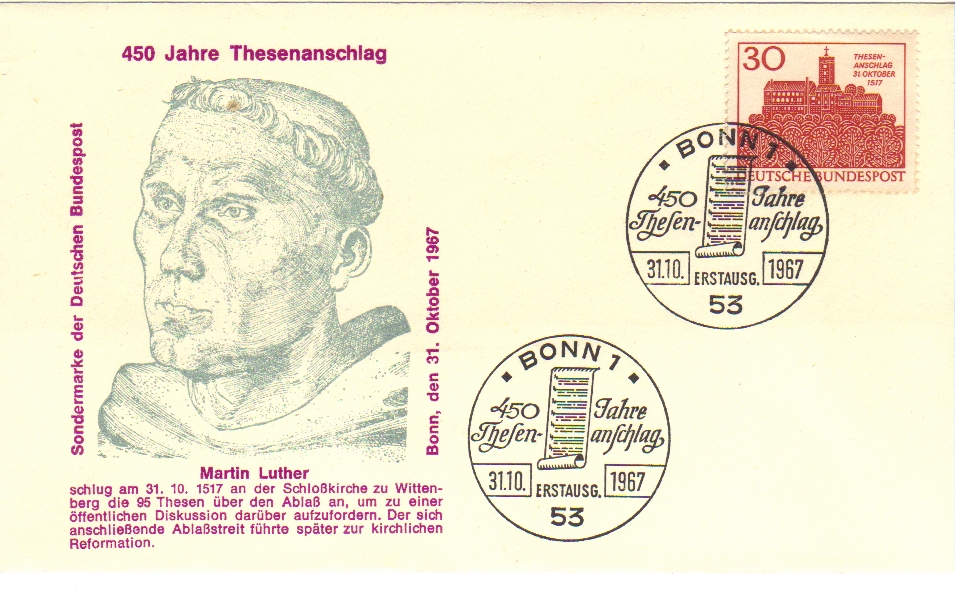 450 Jahre Thesenanschlag
Sondermarke der Deutschen Bundespost
Bonn, den 31. Oktober 1967
Martin Luther
schlug am 31. 10. 1517 an der Schloßkirche zu Witten-
berg die 95 Thesen über den Ablaß an, um zu einer
öffentlichen Diskussion darüber aufzufordern. Der sich
anschließende Ablaßstreit führte später zur kirchlichen
Reformation.
30
THESEN-
ANSCHLAG
31. OKTOBER
1517
DEUTSCHE BUNDESPOST
BONN 1
450 Jahre
Thesen- anschlag
31.10. ERSTAUSG. 1967
53
BONN 1
450 Jahre
Thesen- anschlag
31.10. ERSTAUSG. 1967
53